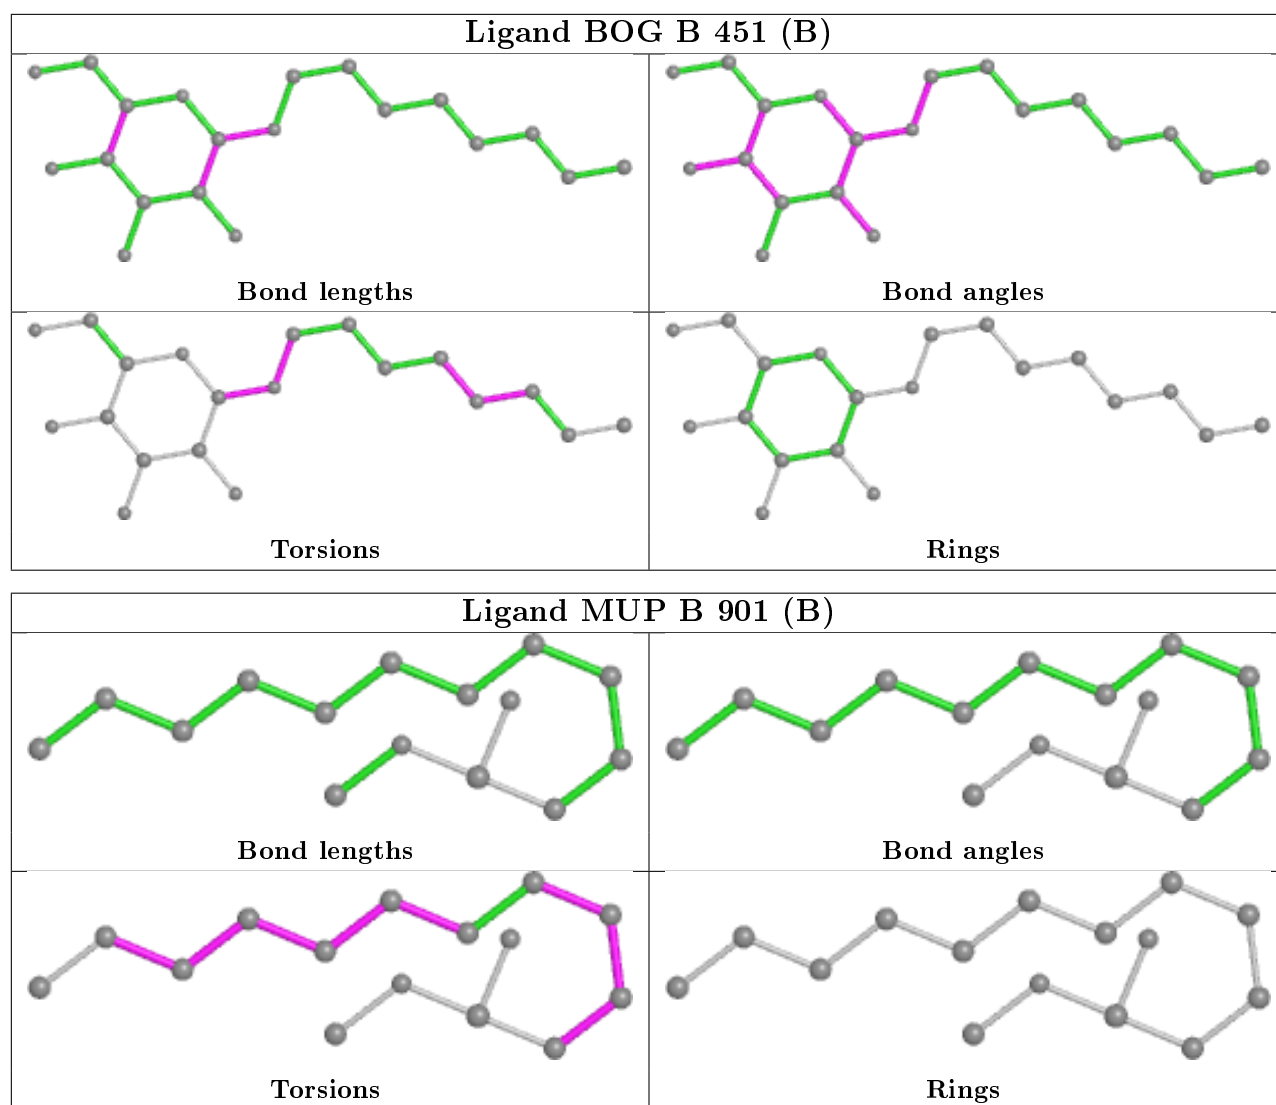 Ligand BOG B 451 (B)
Bond lengths
Bond angles
Torsions
Rings
Ligand MUP B 901 (B)
Bond lengths
Bond angles
Torsions
Rings